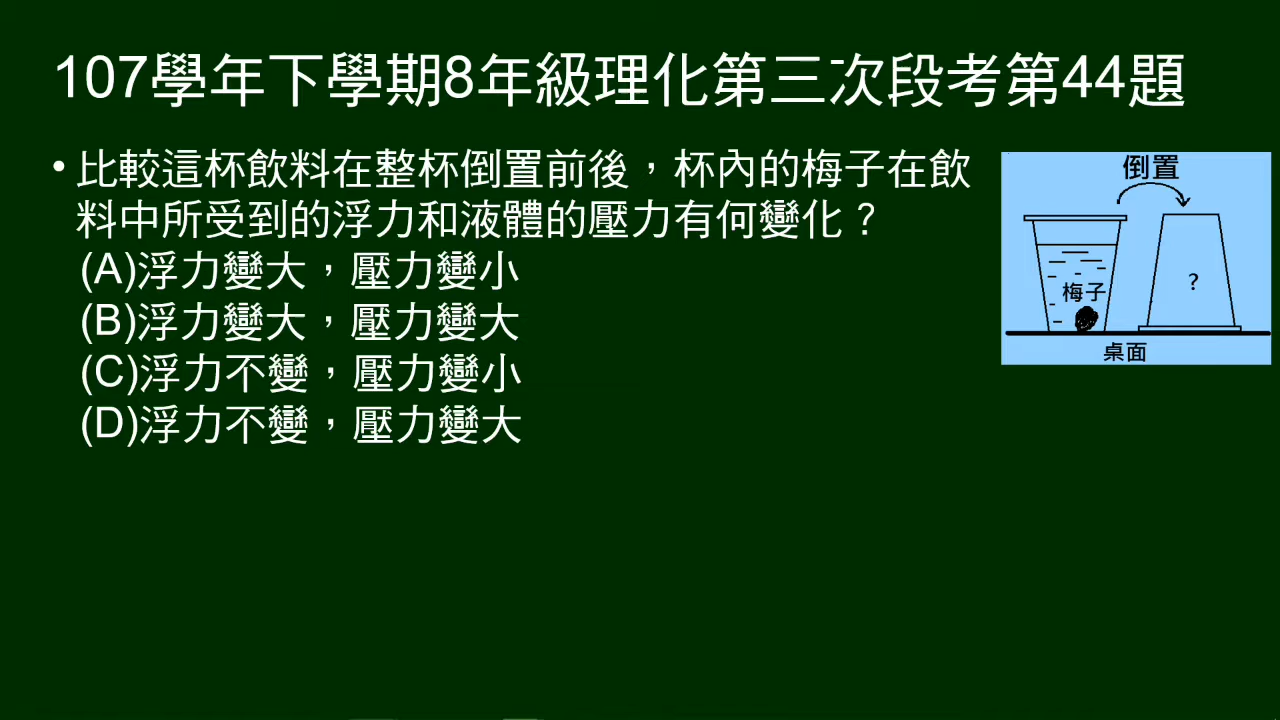 107學年下學期8年級理化第三次段考第44題
• 比較這杯飲料在整杯倒置前後，杯內的梅子在飲
料中所受到的浮力和液體的壓力有何變化？
(A)浮力變大，壓力變小
(B)浮力變大，壓力變大
(C)浮力不變，壓力變小
(D)浮力不變，壓力變大
倒置
梅子
?
桌面